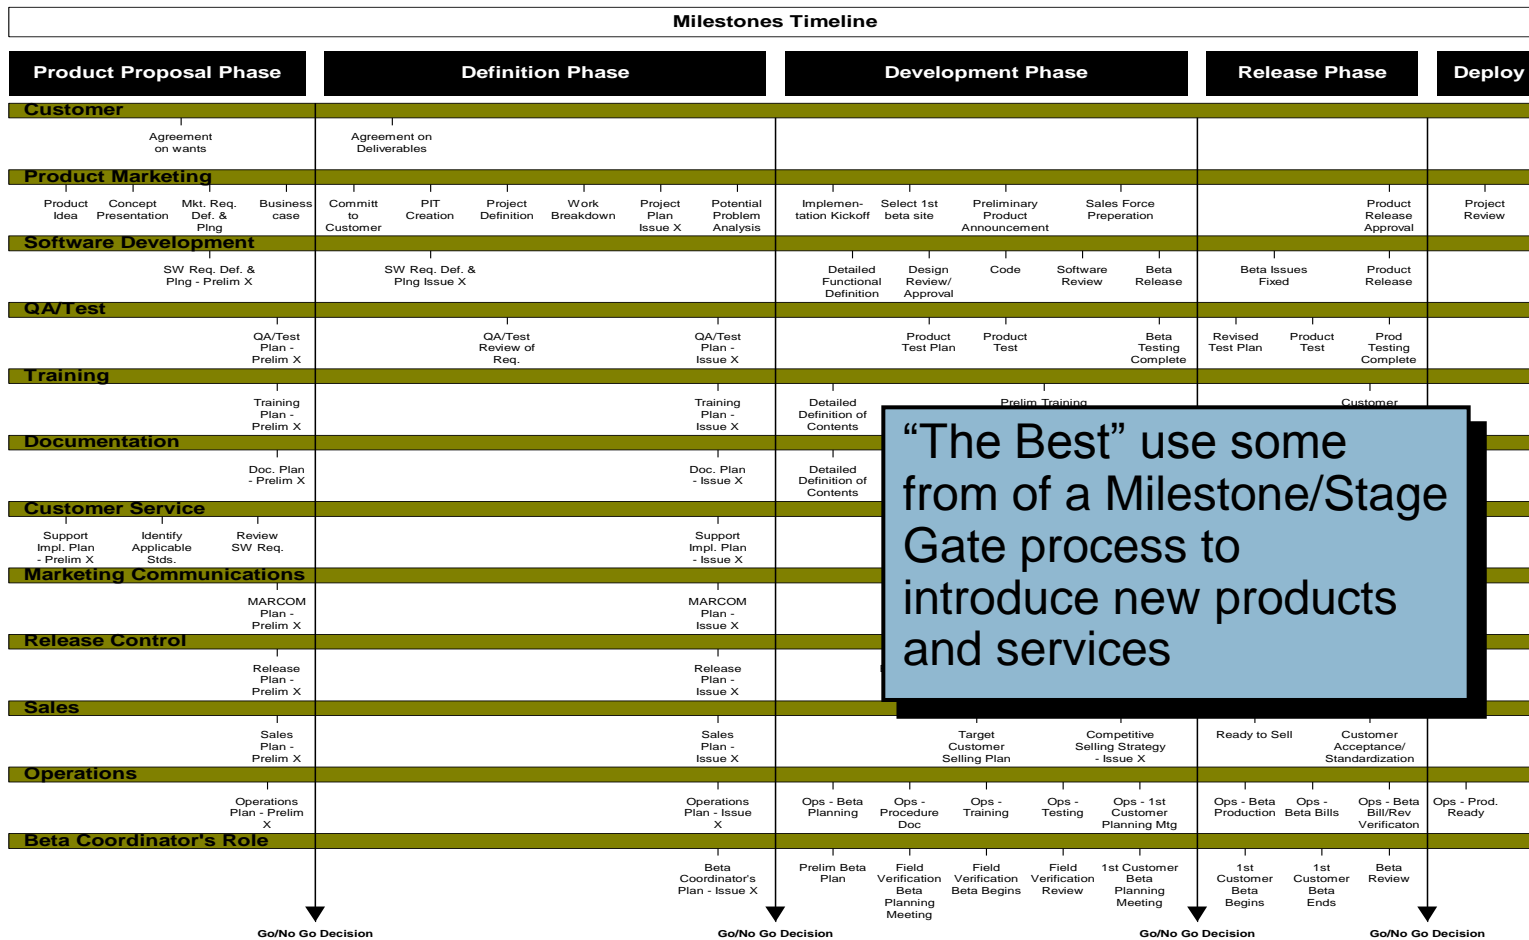 Milestones Timeline
Product Proposal Phase
Definition Phase
Development Phase
Release Phase
Deploy
Customer
Agreement
on wants
Agreement on
Deliverables
Product Marketing
Product
Idea
Concept
Presentation
Mkt. Req.
Def. &
Plng
Business
case
Committ
to
Customer
PIT
Creation
Project
Definition
Work
Breakdown
Project
Plan
Issue X
Potential
Problem
Analysis
Implemen-
tation Kickoff
Select 1st
beta site
Preliminary
Product
Announcement
Sales Force
Preperation
Product
Release
Approval
Project
Review
Software Development
SW Req. Def. &
Plng - Prelim X
SW Req. Def. &
Plng Issue X
Detailed
Functional
Definition
Design
Review/
Approval
Code
Software
Review
Beta
Release
Beta Issues
Fixed
Product
Release
QA/Test
QA/Test
Plan -
Prelim X
QA/Test
Review of
Req.
QA/Test
Plan -
Issue X
Product
Test Plan
Product
Test
Beta
Testing
Complete
Revised
Test Plan
Product
Test
Prod
Testing
Complete
Training
Training
Plan -
Prelim X
Training
Plan -
Issue X
Detailed
Definition of
Contents
Prelim Training
Customer
Documentation
Doc. Plan
- Prelim X
Doc. Plan
- Issue X
Detailed
Definition of
Contents
“The Best” use some
from of a Milestone/Stage
Gate process to
introduce new products
and services
Customer Service
Support
Impl. Plan
- Prelim X
Identify
Applicable
Stds.
Review
SW Req.
Support
Impl. Plan
- Issue X
Marketing Communications
MARCOM
Plan -
Prelim X
MARCOM
Plan -
Issue X
Release Control
Release
Plan -
Prelim X
Release
Plan -
Issue X
Sales
Sales
Plan -
Prelim X
Sales
Plan -
Issue X
Target
Customer
Selling Plan
Competitive
Selling Strategy
- Issue X
Ready to Sell
Customer
Acceptance/
Standardization
Operations
Operations
Plan - Prelim
X
Operations
Plan - Issue
X
Ops - Beta
Planning
Ops -
Procedure
Doc
Ops -
Training
Ops -
Testing
Ops - 1st
Customer
Planning Mtg
Ops - Beta
Production
Ops -
Beta Bills
Ops - Beta
Bill/Rev
Verificaton
Ops - Prod.
Ready
Beta Coordinator's Role
Beta
Coordinator's
Plan - Issue X
Prelim Beta
Plan
Field
Verification
Beta
Planning
Meeting
Field
Verification
Beta Begins
Field
Verification
Review
1st Customer
Beta
Planning
Meeting
1st
Customer
Beta
Begins
1st
Customer
Beta
Ends
Beta
Review
Go/No Go Decision
Go/No Go Decision
Go/No Go Decision
Go/No Go Decision